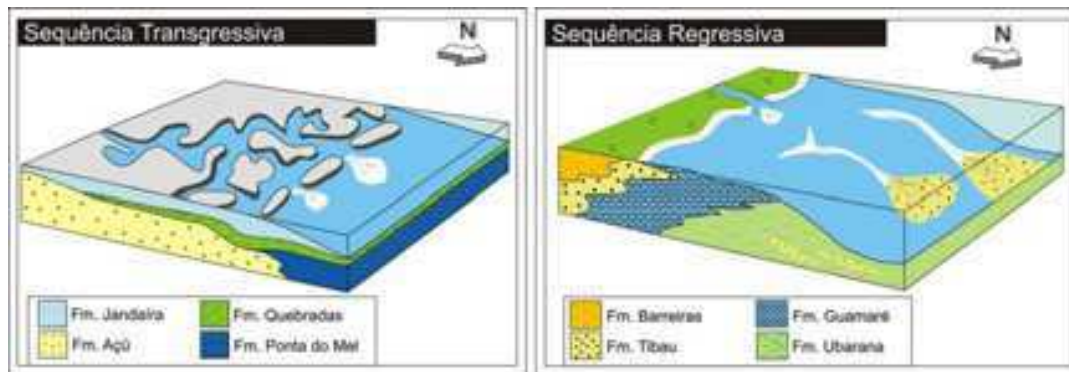 Sequência Transgressiva
N
Fm. Jandaíra
Fm. Quebradas
Fm. Açú
Fm. Ponta do Mel
Sequência Regressiva
N
Fm. Barreiras
Fm. Guamaré
Fm. Tibau
Fm. Ubarana